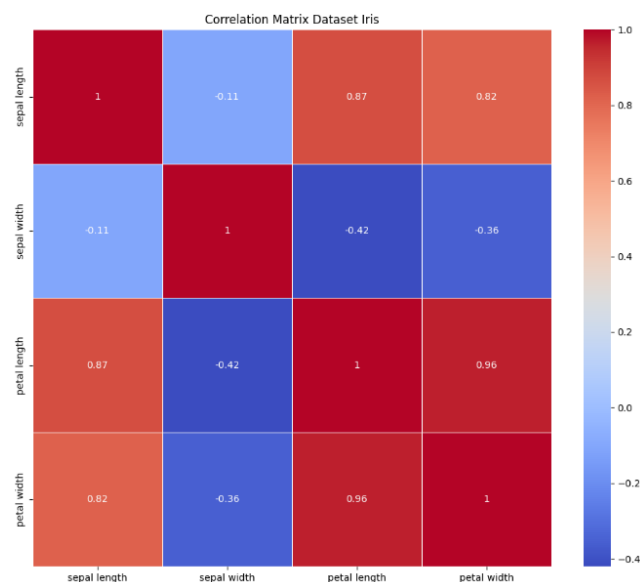 Correlation Matrix Dataset Iris
sepal length
1
-0.11
0.87
0.82
sepal width
-0.11
1
-0.42
-0.36
petal length
0.87
-0.42
1
0.96
petal width
0.82
-0.36
0.96
1
sepal length
sepal width
petal length
petal width
1.0
0.8
0.6
0.4
0.2
0.0
−0.2
−0.4